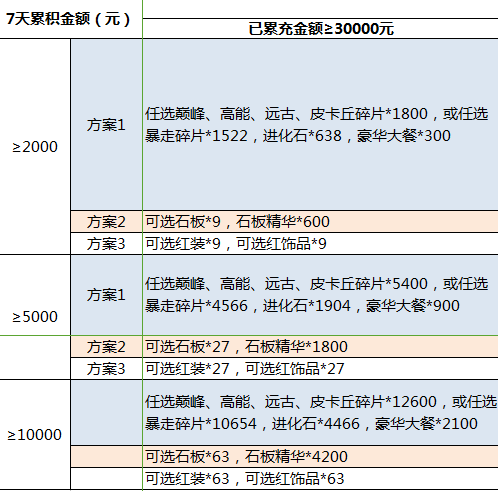 7天累积金额（元）
已累充金额≥30000元
≥2000
方案1
任选巅峰、高能、远古、皮卡丘碎片*1800，或任选
暴走碎片*1522，进化石*638，豪华大餐*300
方案2
可选石板*9，石板精华*600
方案3
可选红装*9，可选红饰品*9
≥5000
方案1
任选巅峰、高能、远古、皮卡丘碎片*5400，或任选
暴走碎片*4566，进化石*1904，豪华大餐*900
方案2
可选石板*27，石板精华*1800
方案3
可选红装*27，可选红饰品*27
≥10000
任选巅峰、高能、远古、皮卡丘碎片*12600，或任选
暴走碎片*10654，进化石*4466，豪华大餐*2100
可选石板*63，石板精华*4200
可选红装*63，可选红饰品*63